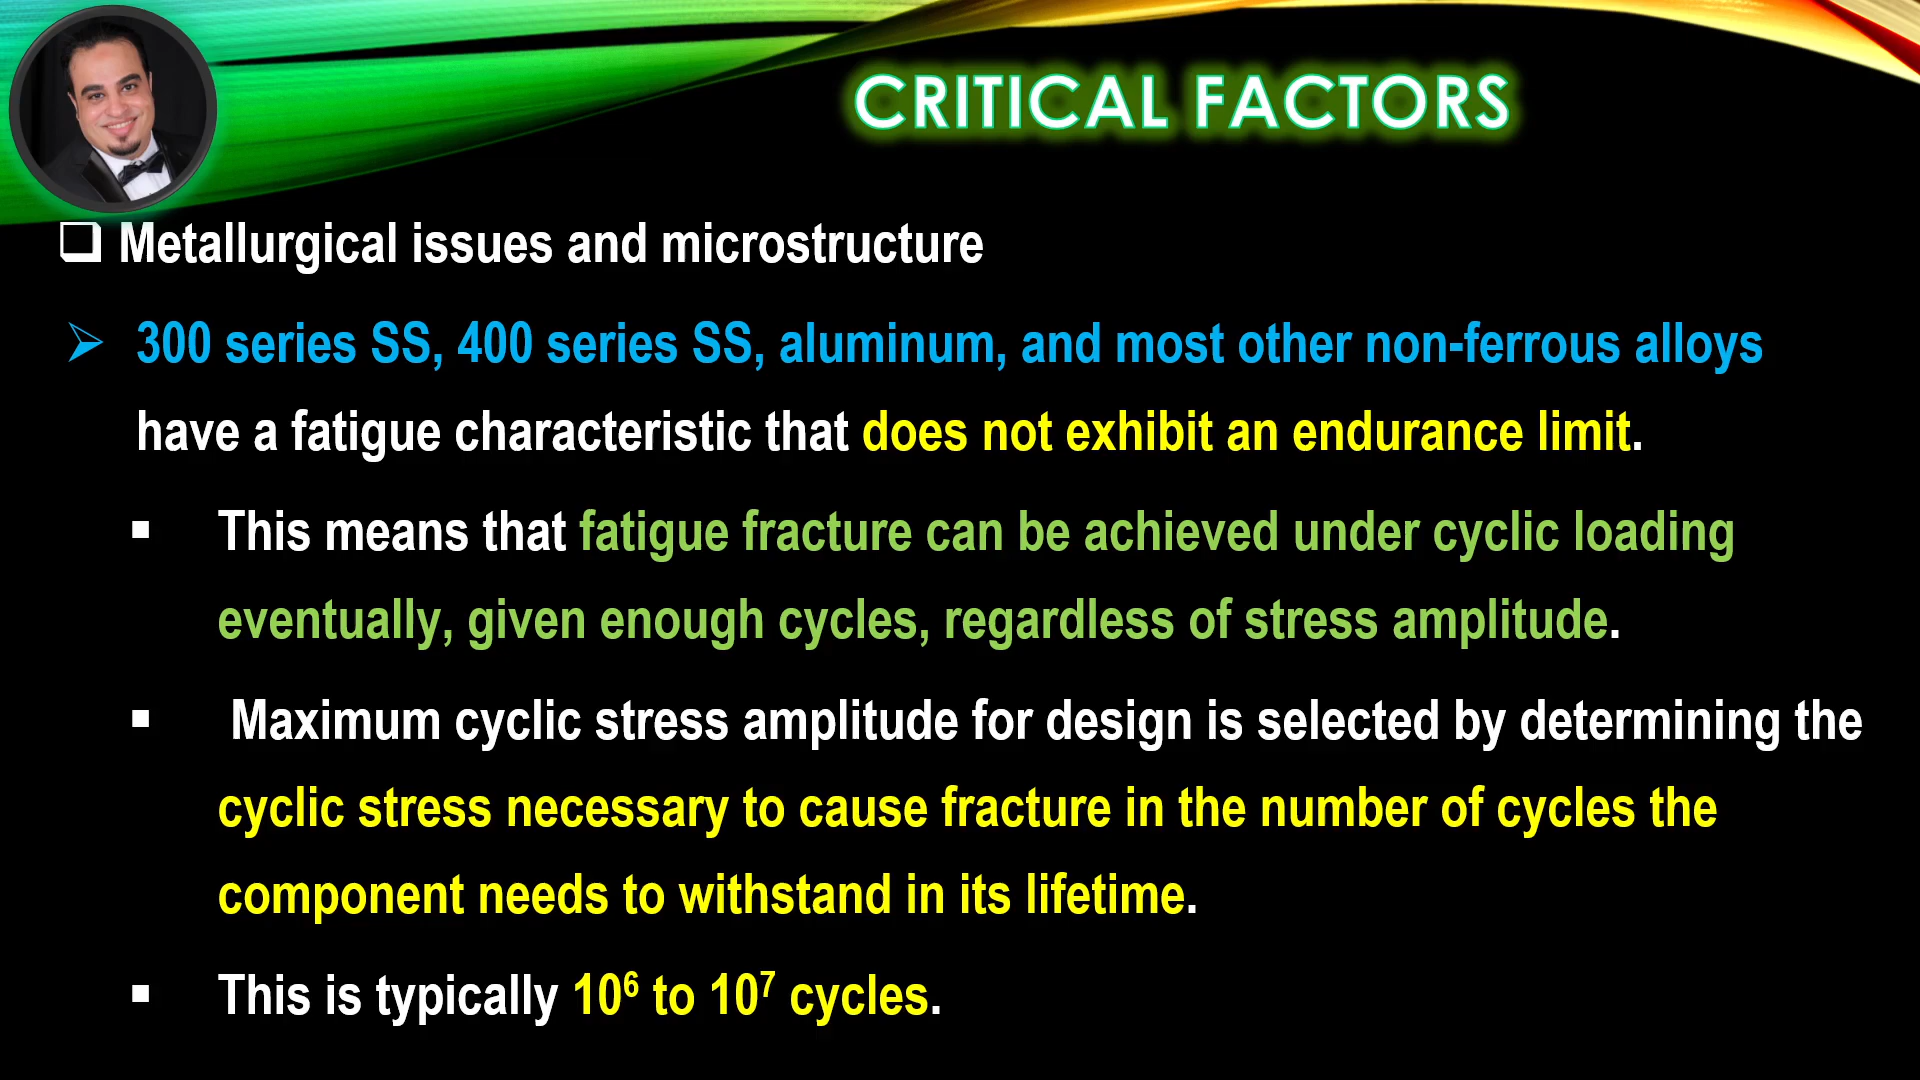 CRITICAL FACTORS
Metallurgical issues and microstructure
300 series SS, 400 series SS, aluminum, and most other non-ferrous alloys
have a fatigue characteristic that does not exhibit an endurance limit.
This means that fatigue fracture can be achieved under cyclic loading
eventually, given enough cycles, regardless of stress amplitude.
Maximum cyclic stress amplitude for design is selected by determining the
cyclic stress necessary to cause fracture in the number of cycles the
component needs to withstand in its lifetime.
This is typically 10⁶ to 10⁷ cycles.